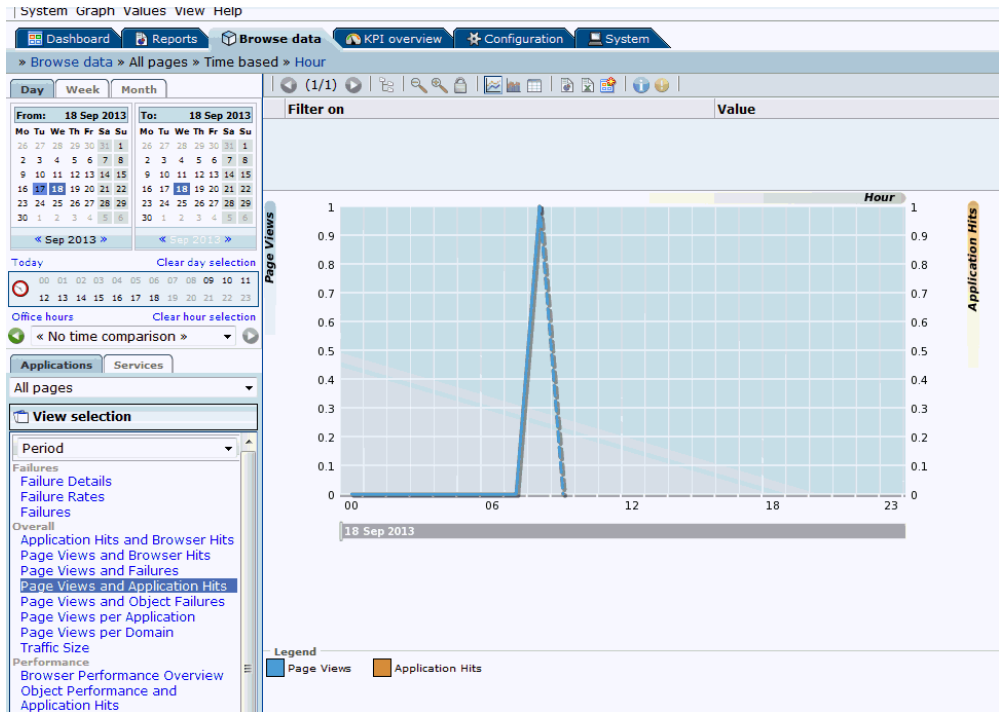 System Graph Values View Help
Dashboard Reports Browse data KPI overview Configuration System
» Browse data » All pages » Time based » Hour
Day Week Month
(1/1)
Filter on Value
From: 18 Sep 2013 To: 18 Sep 2013
Mo Tu We Th Fr Sa Su Mo Tu We Th Fr Sa Su
26 27 28 29 30 31 1 26 27 28 29 30 31 1
2 3 4 5 6 7 8 2 3 4 5 6 7 8
9 10 11 12 13 14 15 9 10 11 12 13 14 15
16 17 18 19 20 21 22 16 17 18 19 20 21 22
23 24 25 26 27 28 29 23 24 25 26 27 28 29
30 1 2 3 4 5 6 30 1 2 3 4 5 6
« Sep 2013 » « Sep 2013 »
Today Clear day selection
00 01 02 03 04 05 06 07 08 09 10 11
12 13 14 15 16 17 18 19 20 21 22 23
Office hours Clear hour selection
« No time comparison »
Applications Services
All pages
View selection
Period
Failures
Failure Details
Failure Rates
Failures
Overall
Application Hits and Browser Hits
Page Views and Browser Hits
Page Views and Failures
Page Views and Application Hits
Page Views and Object Failures
Page Views per Application
Page Views per Domain
Traffic Size
Performance
Browser Performance Overview
Object Performance and
Application Hits
Hour
Page Views
Application Hits
1 1
0.9 0.9
0.8 0.8
0.7 0.7
0.6 0.6
0.5 0.5
0.4 0.4
0.3 0.3
0.2 0.2
0.1 0.1
0 0
00 06 12 18 23
18 Sep 2013
Legend
Page Views Application Hits